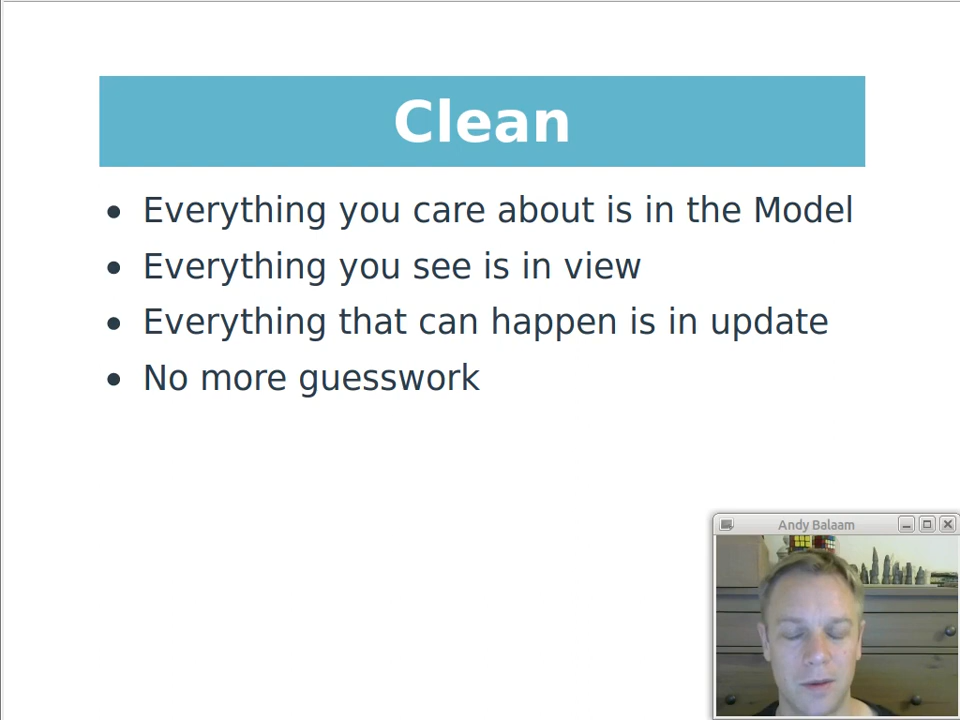 Clean
Everything you care about is in the Model
Everything you see is in view
Everything that can happen is in update
No more guesswork
Andy Balaam